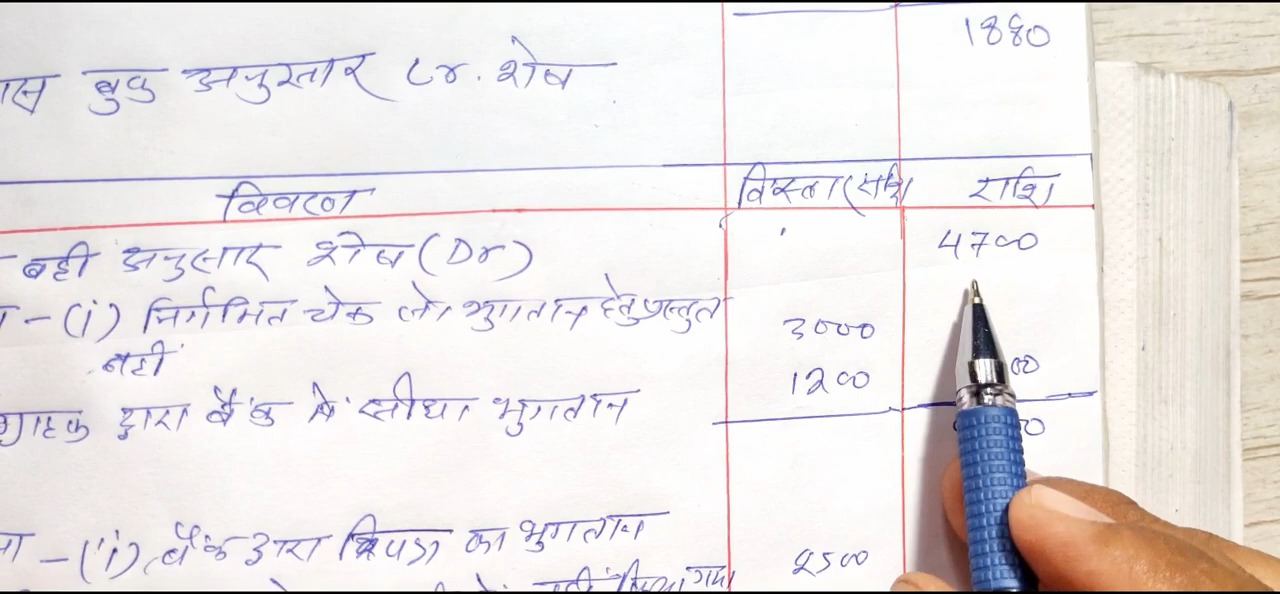 1880
बुक अनुसार Cr. शेष
विवरण विस्तार राशि राशि
बही अनुसार शेष (Dr) 4700
- (i) निर्गमित चेक जो भुगतान हेतु प्रस्तुत
नहीं 3000
ग्राहक द्वारा बैंक में सीधा भुगतान 1200
- (i) बैंक द्वारा विपत्र का भुगतान
2500